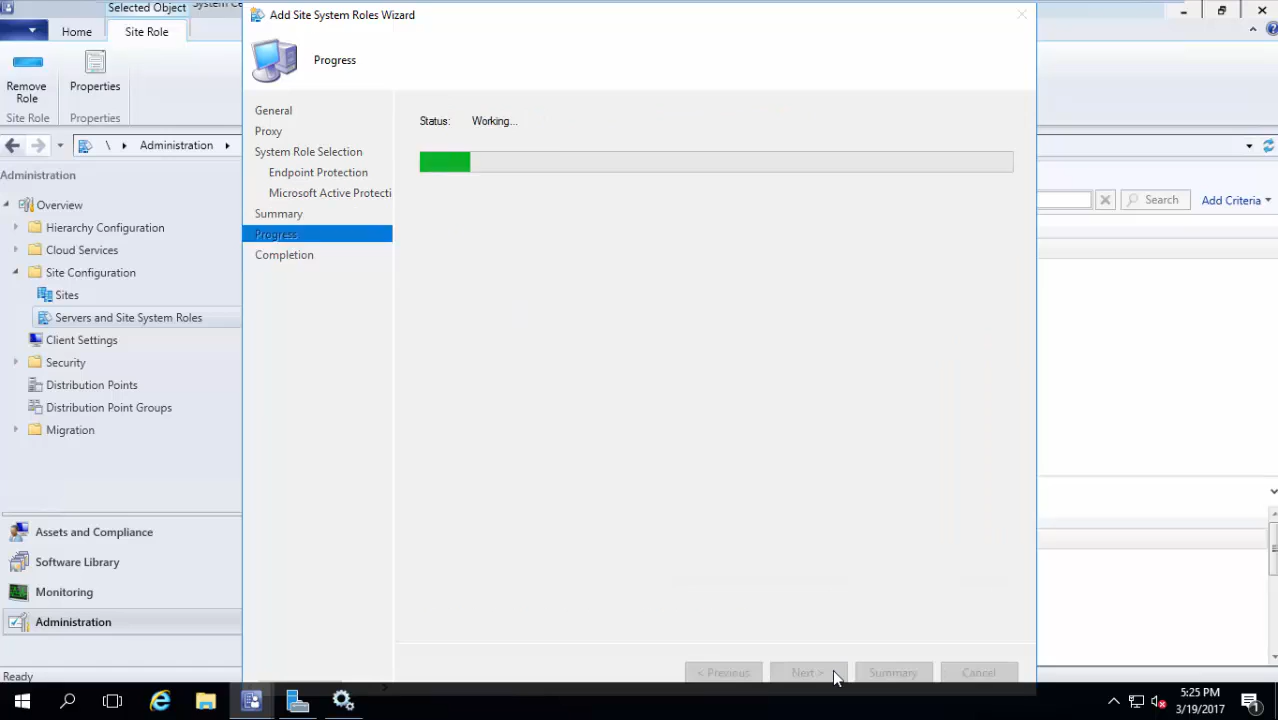 Selected Object
Add Site System Roles Wizard
Home
Site Role
Remove
Role
Properties
Site Role
Properties
\
Administration
Administration
Overview
Hierarchy Configuration
Cloud Services
Site Configuration
Sites
Servers and Site System Roles
Client Settings
Security
Distribution Points
Distribution Point Groups
Migration
Assets and Compliance
Software Library
Monitoring
Administration
Ready
Progress
General
Proxy
System Role Selection
Endpoint Protection
Microsoft Active Protecti
Summary
Progress
Completion
Status: Working...
< Previous
Next >
Summary
Cancel
Search
Add Criteria
5:25 PM
3/19/2017
1